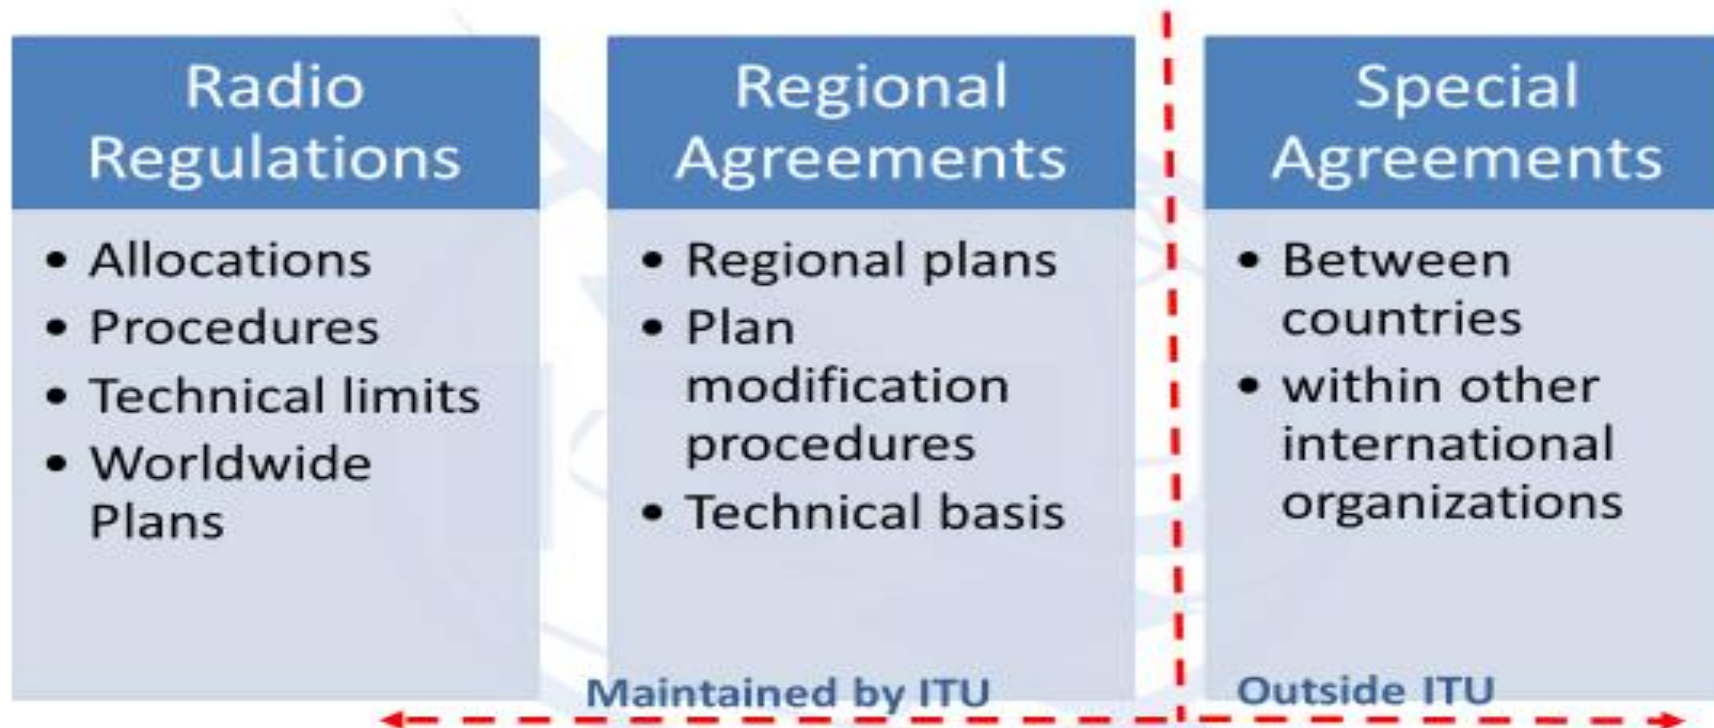 Radio
Regulations
• Allocations
• Procedures
• Technical limits
• Worldwide
Plans
Regional
Agreements
• Regional plans
• Plan
modification
procedures
• Technical basis
Special
Agreements
• Between
countries
• within other
international
organizations
Maintained by ITU
Outside ITU